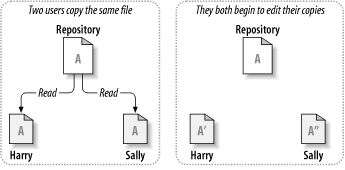 Two users copy the same file
Repository
A
Read
Read
A
A
Harry
Sally
They both begin to edit their copies
Repository
A
A'
A"
Harry
Sally